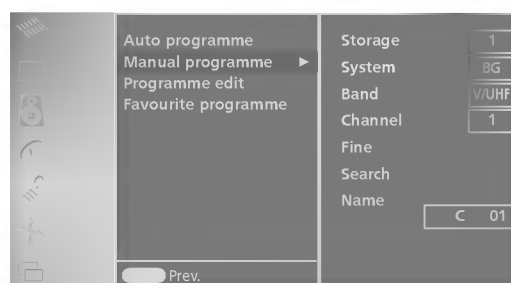 Auto programme
Manual programme ►
Programme edit
Favourite programme
Prev.
Storage 1
System BG
Band V/UHF
Channel 1
Fine
Search
Name
C 01